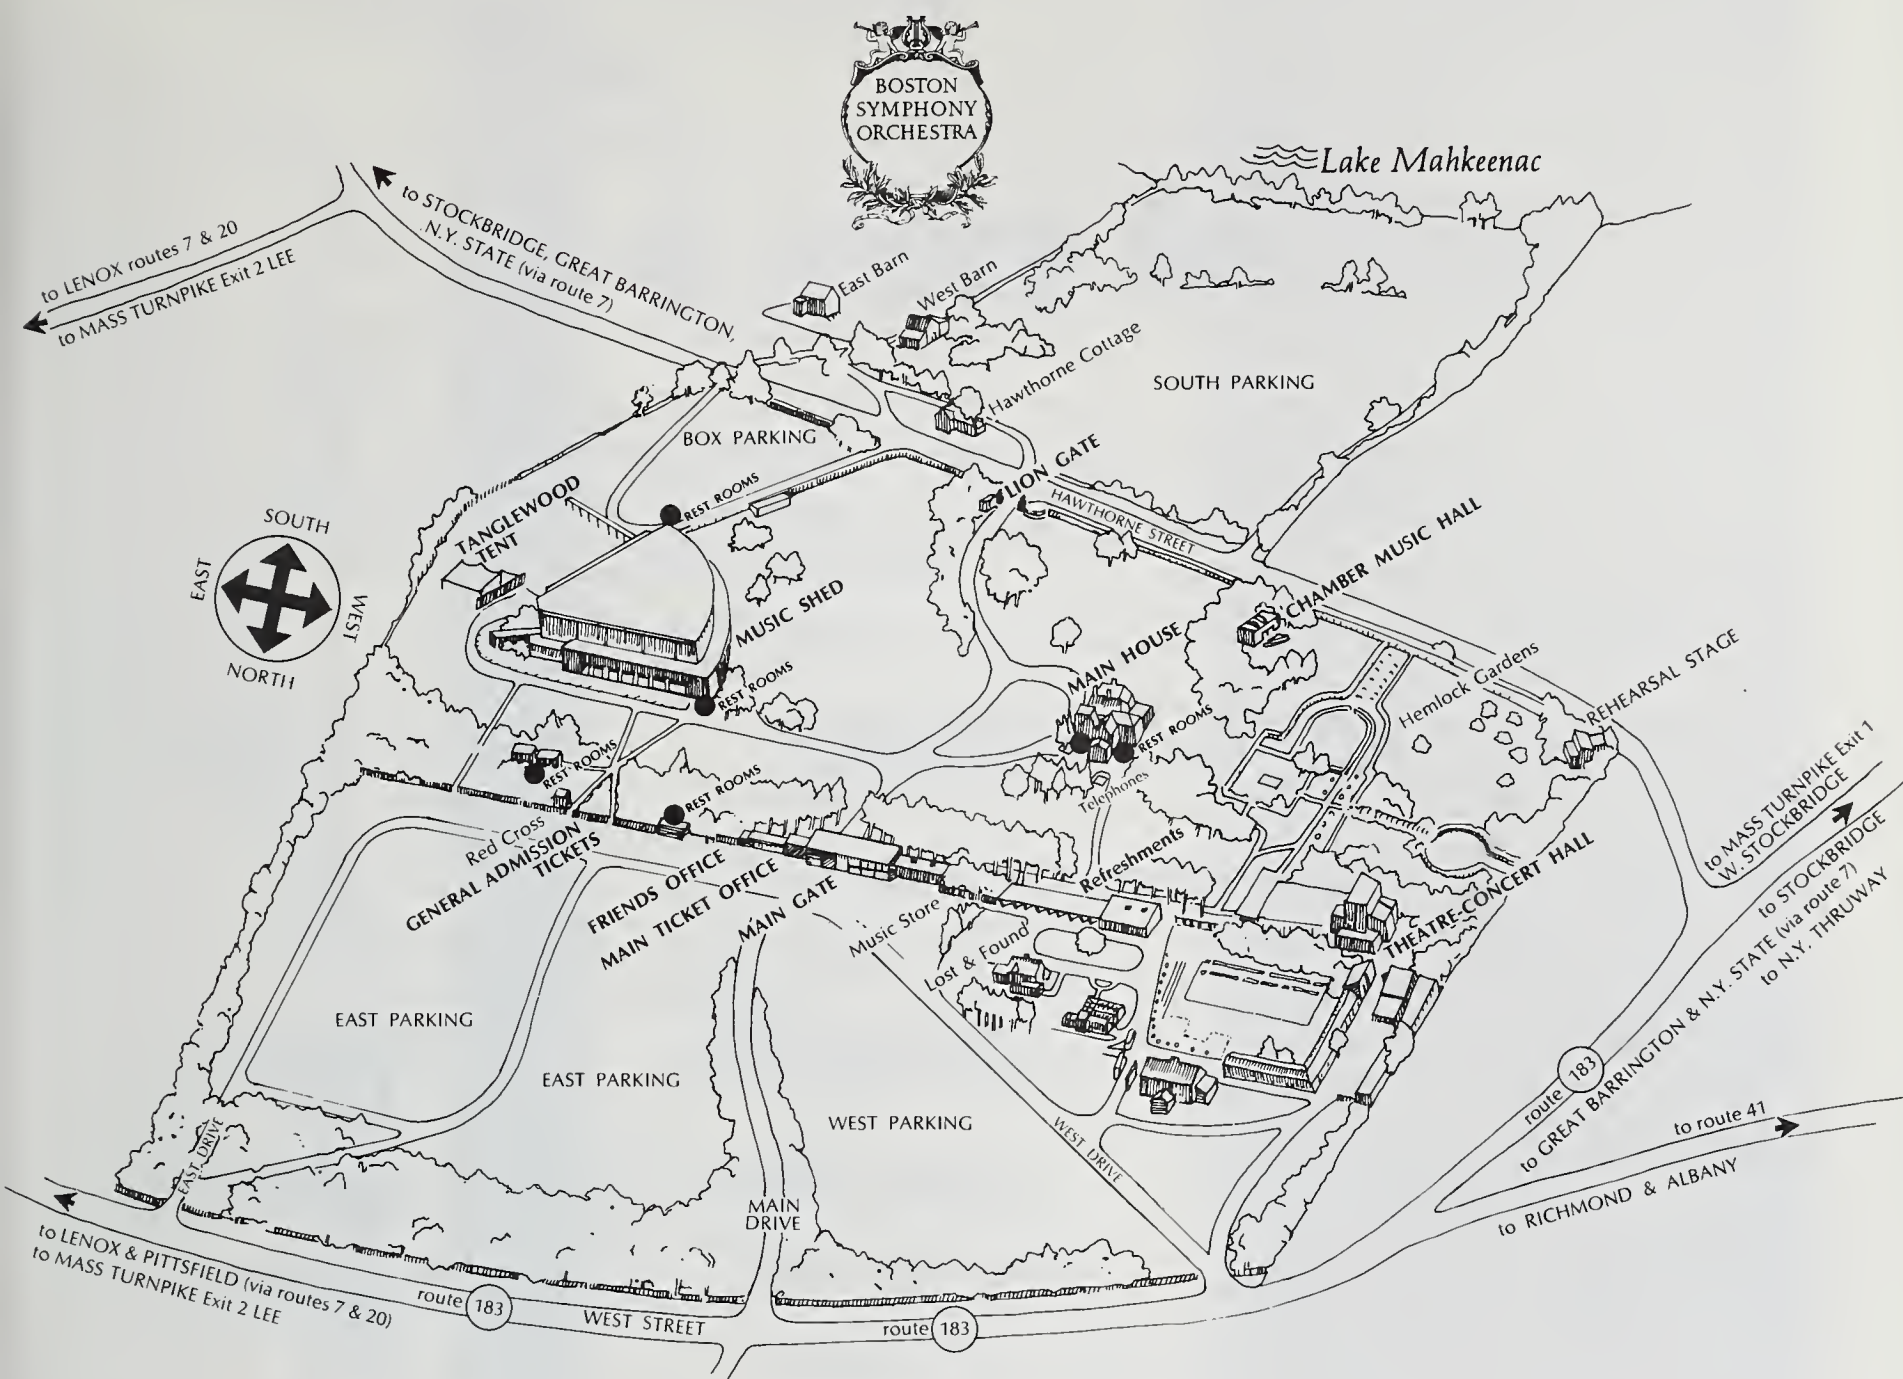 BOSTON
SYMPHONY
ORCHESTRA
Lake Mahkeenac
to LENOX routes 7 & 20
to MASS TURNPIKE Exit 2 LEE
to STOCKBRIDGE, GREAT BARRINGTON,
N.Y. STATE (via route 7)
East Barn
West Barn
Hawthorne Cottage
SOUTH PARKING
BOX PARKING
LION GATE
HAWTHORNE STREET
REST ROOMS
TANGLEWOOD
TENT
SOUTH
EAST
WEST
NORTH
MUSIC SHED
REST ROOMS
CHAMBER MUSIC HALL
MAIN HOUSE
REST ROOMS
Telephones
Hemlock Gardens
REHEARSAL STAGE
REST ROOMS
REST ROOMS
Red Cross
GENERAL ADMISSION
TICKETS
FRIENDS OFFICE
MAIN TICKET OFFICE
MAIN GATE
Music Store
Refreshments
Lost & Found
THEATRE-CONCERT HALL
to MASS TURNPIKE Exit 1
W. STOCKBRIDGE
to STOCKBRIDGE
to GREAT BARRINGTON & N.Y. STATE (via route 7)
to N.Y. THRUWAY
EAST PARKING
EAST PARKING
WEST PARKING
WEST DRIVE
EAST DRIVE
MAIN
DRIVE
route 183
to route 41
to RICHMOND & ALBANY
to LENOX & PITTSFIELD (via routes 7 & 20)
to MASS TURNPIKE Exit 2 LEE
route 183
WEST STREET
route 183